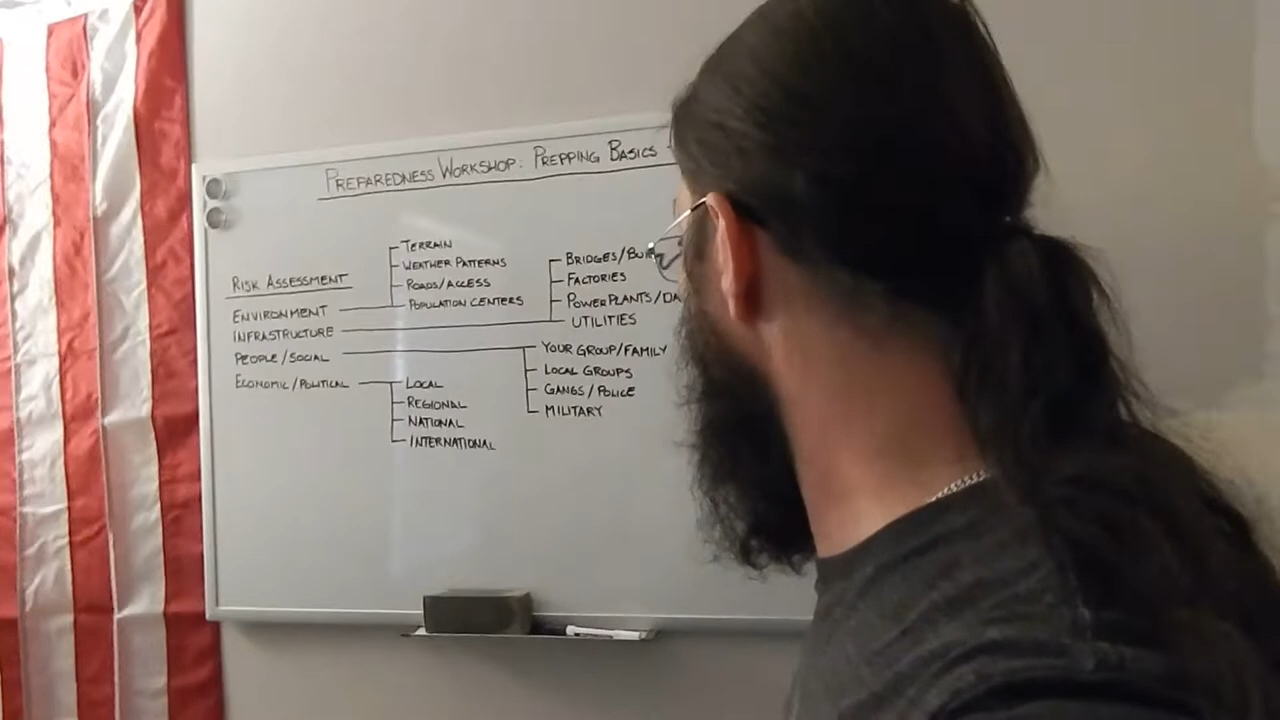 PREPAREDNESS WORKSHOP: PREPPING BASICS
RISK ASSESSMENT
ENVIRONMENT
TERRAIN
WEATHER PATTERNS
ROADS/ACCESS
POPULATION CENTERS
INFRASTRUCTURE
BRIDGES/
FACTORIES
POWER PLANTS/
UTILITIES
PEOPLE/SOCIAL
YOUR GROUP/FAMILY
LOCAL GROUPS
GANGS/POLICE
MILITARY
ECONOMIC/POLITICAL
LOCAL
REGIONAL
NATIONAL
INTERNATIONAL